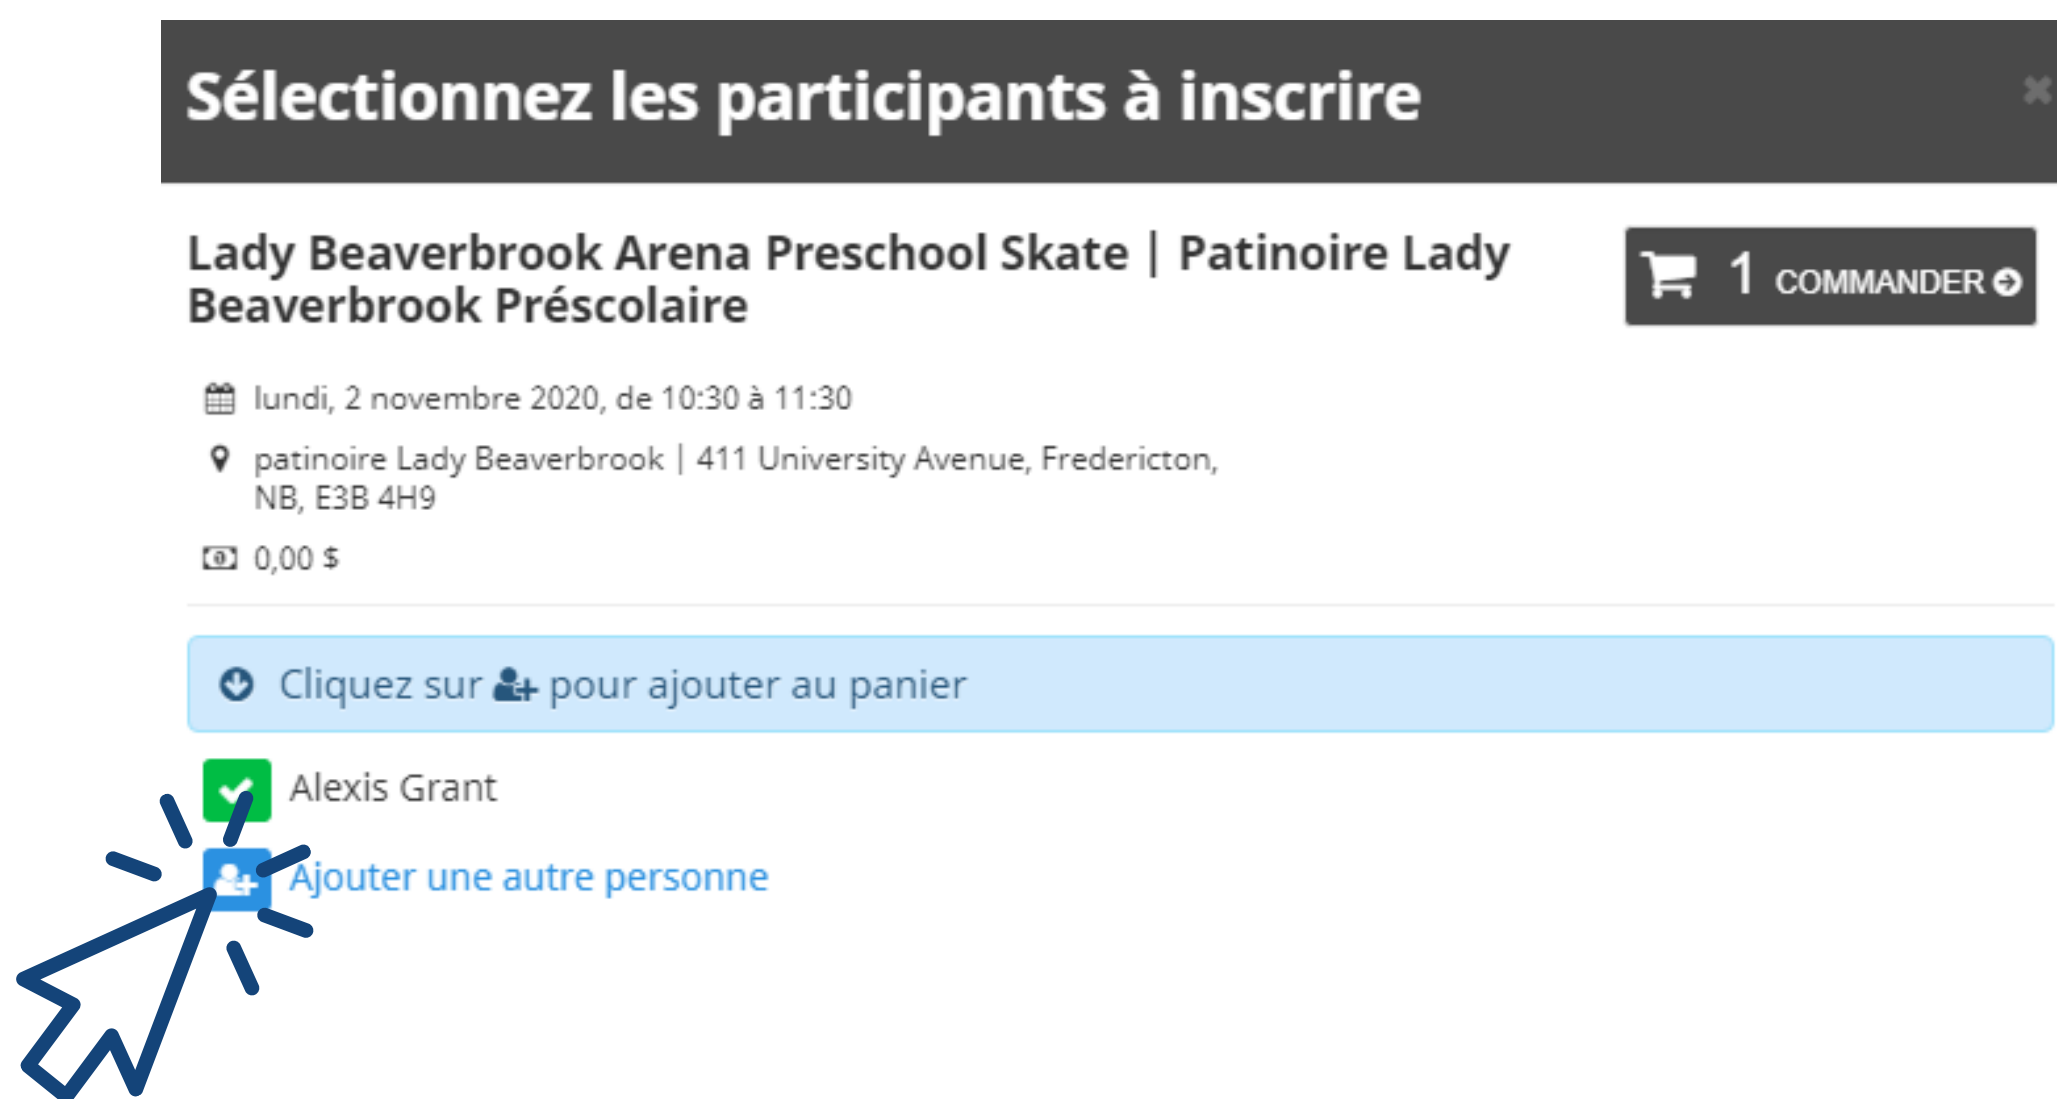 Sélectionnez les participants à inscrire
Lady Beaverbrook Arena Preschool Skate | Patinoire Lady
Beaverbrook Préscolaire
1 COMMANDER
lundi, 2 novembre 2020, de 10:30 à 11:30
patinoire Lady Beaverbrook | 411 University Avenue, Fredericton,
NB, E3B 4H9
0,00 $
Cliquez sur pour ajouter au panier
Alexis Grant
Ajouter une autre personne